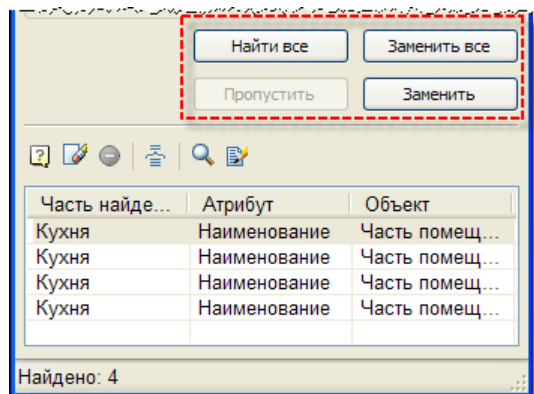 Найти все Заменить все
Пропустить Заменить
Часть найде... Атрибут Объект
Кухня Наименование Часть помещ...
Кухня Наименование Часть помещ...
Кухня Наименование Часть помещ...
Кухня Наименование Часть помещ...
Найдено: 4